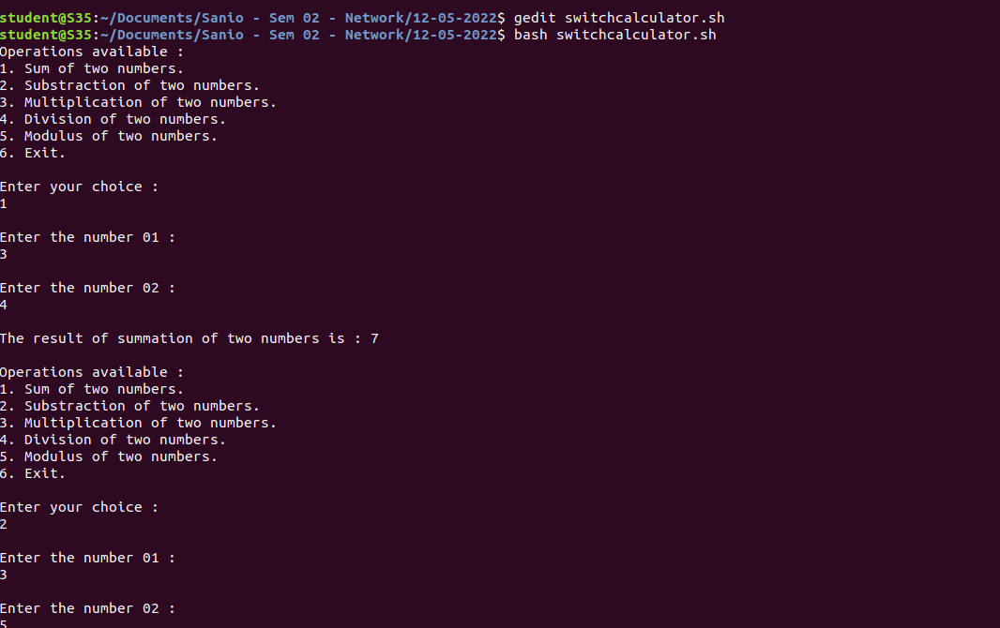 student@S35:~/Documents/Sanio - Sem 02 - Network/12-05-2022$ gedit switchcalculator.sh
student@S35:~/Documents/Sanio - Sem 02 - Network/12-05-2022$ bash switchcalculator.sh
Operations available :
1. Sum of two numbers.
2. Substraction of two numbers.
3. Multiplication of two numbers.
4. Division of two numbers.
5. Modulus of two numbers.
6. Exit.
Enter your choice :
1
Enter the number 01 :
3
Enter the number 02 :
4
The result of summation of two numbers is : 7
Operations available :
1. Sum of two numbers.
2. Substraction of two numbers.
3. Multiplication of two numbers.
4. Division of two numbers.
5. Modulus of two numbers.
6. Exit.
Enter your choice :
2
Enter the number 01 :
3
Enter the number 02 :
5